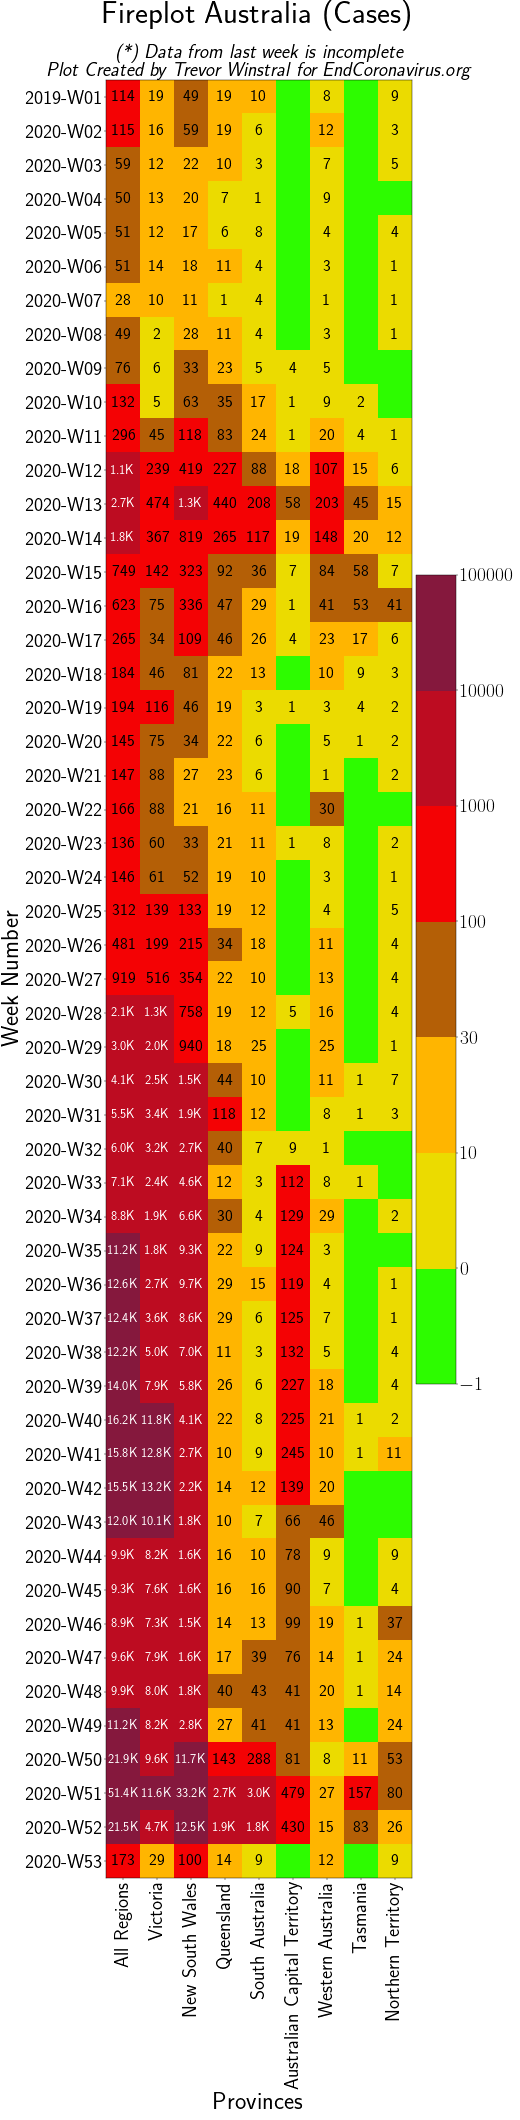 Fireplot Australia (Cases)
(*) Data from last week is incomplete
Plot Created by Trevor Winstral for EndCoronavirus.org
2019-W01 114 19 49 19 10 8 9
2020-W02 115 16 59 19 6 12 3
2020-W03 59 12 22 10 3 7 5
2020-W04 50 13 20 7 1 9
2020-W05 51 12 17 6 8 4 4
2020-W06 51 14 18 11 4 3 1
2020-W07 28 10 11 1 4 1 1
2020-W08 49 2 28 11 4 3 1
2020-W09 76 6 33 23 5 4 5
2020-W10 132 5 63 35 17 1 9 2
2020-W11 296 45 118 83 24 1 20 4 1
2020-W12 1.1K 239 419 227 88 18 107 15 6
2020-W13 2.7K 474 1.3K 440 208 58 203 45 15
2020-W14 1.8K 367 819 265 117 19 148 20 12
2020-W15 749 142 323 92 36 7 84 58 7
2020-W16 623 75 336 47 29 1 41 53 41
2020-W17 265 34 109 46 26 4 23 17 6
2020-W18 184 46 81 22 13 10 9 3
2020-W19 194 116 46 19 3 1 3 4 2
2020-W20 145 75 34 22 6 5 1 2
2020-W21 147 88 27 23 6 1 2
2020-W22 166 88 21 16 11 30
2020-W23 136 60 33 21 11 1 8 2
2020-W24 146 61 52 19 10 3 1
2020-W25 312 139 133 19 12 4 5
2020-W26 481 199 215 34 18 11 4
2020-W27 919 516 354 22 10 13 4
2020-W28 2.1K 1.3K 758 19 12 5 16 4
2020-W29 3.0K 2.0K 940 18 25 25 1
2020-W30 4.1K 2.5K 1.5K 44 10 11 1 7
2020-W31 5.5K 3.4K 1.9K 118 12 8 1 3
2020-W32 6.0K 3.2K 2.7K 40 7 9 1
2020-W33 7.1K 2.4K 4.6K 12 3 112 8 1
2020-W34 8.8K 1.9K 6.6K 30 4 129 29 2
2020-W35 11.2K 1.8K 9.3K 22 9 124 3
2020-W36 12.6K 2.7K 9.7K 29 15 119 4 1
2020-W37 12.4K 3.6K 8.6K 29 6 125 7 1
2020-W38 12.2K 5.0K 7.0K 11 3 132 5 4
2020-W39 14.0K 7.9K 5.8K 26 6 227 18 4
2020-W40 16.2K 11.8K 4.1K 22 8 225 21 1 2
2020-W41 15.8K 12.8K 2.7K 10 9 245 10 1 11
2020-W42 15.5K 13.2K 2.2K 14 12 139 20
2020-W43 12.0K 10.1K 1.8K 10 7 66 46
2020-W44 9.9K 8.2K 1.6K 16 10 78 9 9
2020-W45 9.3K 7.6K 1.6K 16 16 90 7 4
2020-W46 8.9K 7.3K 1.5K 14 13 99 19 1 37
2020-W47 9.6K 7.9K 1.6K 17 39 76 14 1 24
2020-W48 9.9K 8.0K 1.8K 40 43 41 20 1 14
2020-W49 11.2K 8.2K 2.8K 27 41 41 13 24
2020-W50 21.9K 9.6K 11.7K 143 288 81 8 11 53
2020-W51 51.4K 11.6K 33.2K 2.7K 3.0K 479 27 157 80
2020-W52 21.5K 4.7K 12.5K 1.9K 1.8K 430 15 83 26
2020-W53 173 29 100 14 9 12 9
Week Number
All Regions
Victoria
New South Wales
Queensland
South Australia
Australian Capital Territory
Western Australia
Tasmania
Northern Territory
Provinces
100000
10000
1000
100
30
10
0
−1